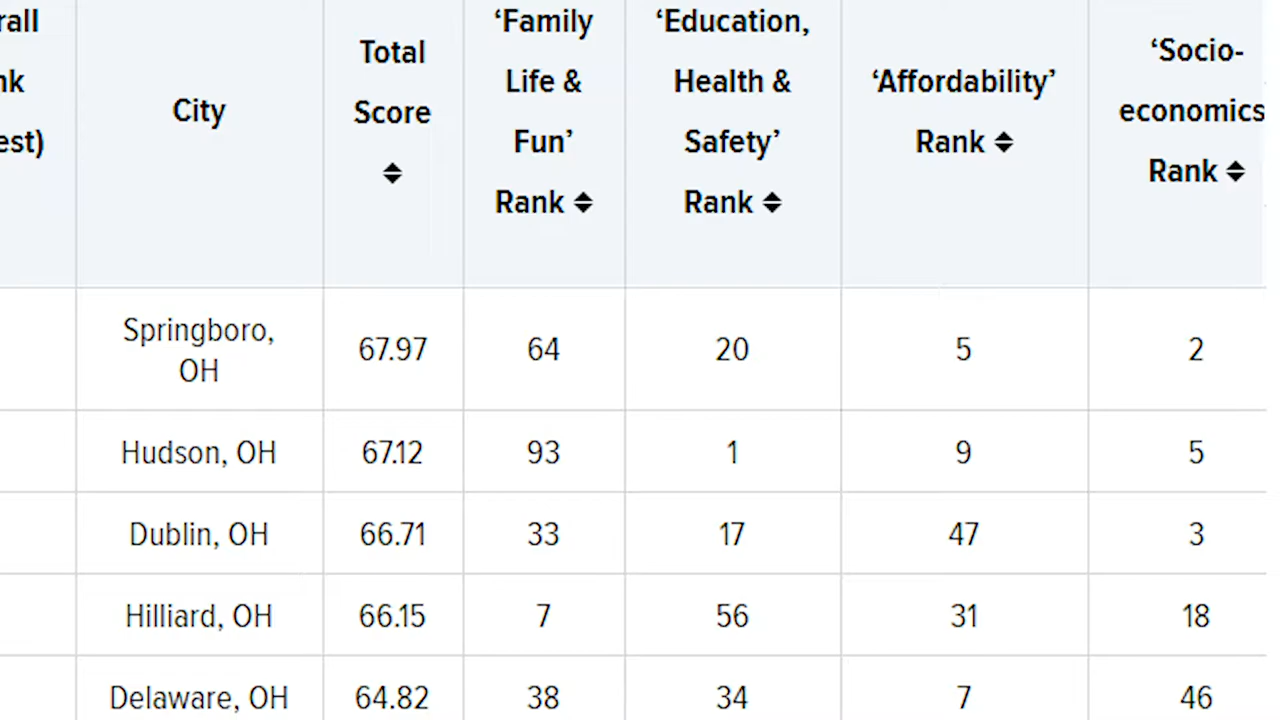 City
Total
Score
‘Family
Life &
Fun’
Rank
‘Education,
Health &
Safety’
Rank
‘Affordability’
Rank
‘Socio-
economics
Rank
Springboro,
OH
67.97
64
20
5
2
Hudson, OH
67.12
93
1
9
5
Dublin, OH
66.71
33
17
47
3
Hilliard, OH
66.15
7
56
31
18
Delaware, OH
64.82
38
34
7
46